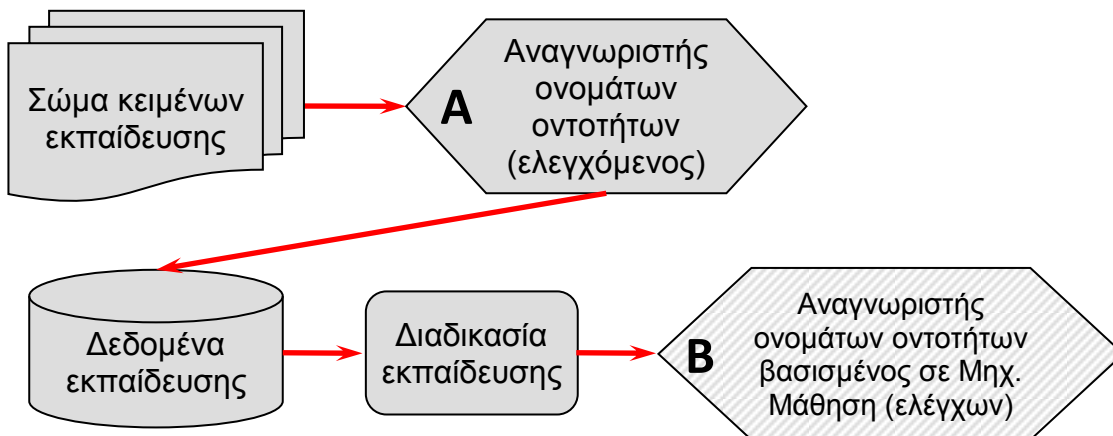 Σώμα κειμένων
εκπαίδευσης
A
Αναγνωριστής
ονομάτων
οντοτήτων
(ελεγχόμενος)
Δεδομένα
εκπαίδευσης
Διαδικασία
εκπαίδευσης
B
Αναγνωριστής
ονομάτων οντοτήτων
βασισμένος σε Μηχ.
Μάθηση (ελέγχων)